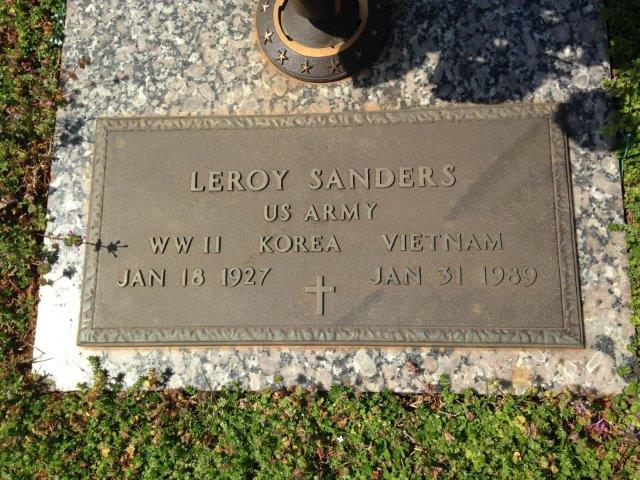 LEROY SANDERS
US ARMY
WW II KOREA VIETNAM
JAN 18 1927 JAN 31 1989